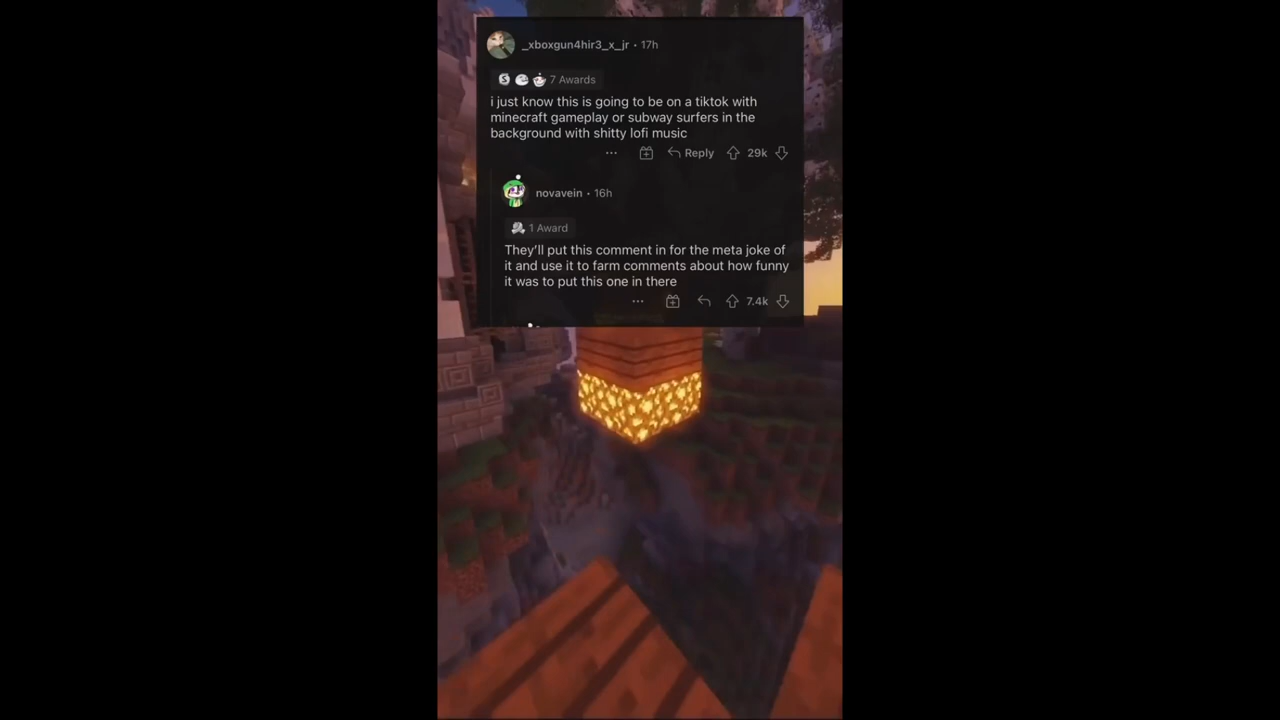 _xboxgun4hir3_x_jr • 17h
7 Awards
i just know this is going to be on a tiktok with
minecraft gameplay or subway surfers in the
background with shitty lofi music
Reply 29k
novavein • 16h
1 Award
They'll put this comment in for the meta joke of
it and use it to farm comments about how funny
it was to put this one in there
7.4k